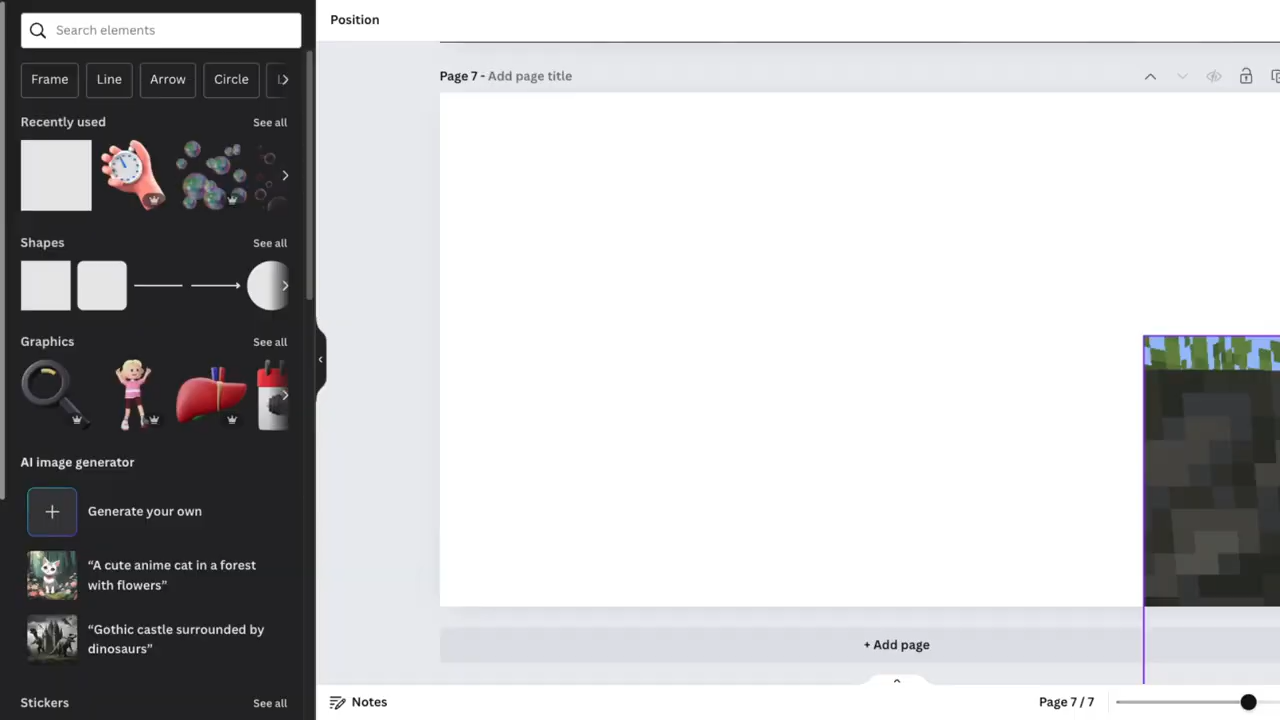 Search elements
Position
Page 7 - Add page title
Frame
Line
Arrow
Circle
Recently used
See all
Shapes
See all
Graphics
See all
AI image generator
Generate your own
“A cute anime cat in a forest
with flowers”
“Gothic castle surrounded by
dinosaurs”
+ Add page
Stickers
See all
Notes
Page 7 / 7